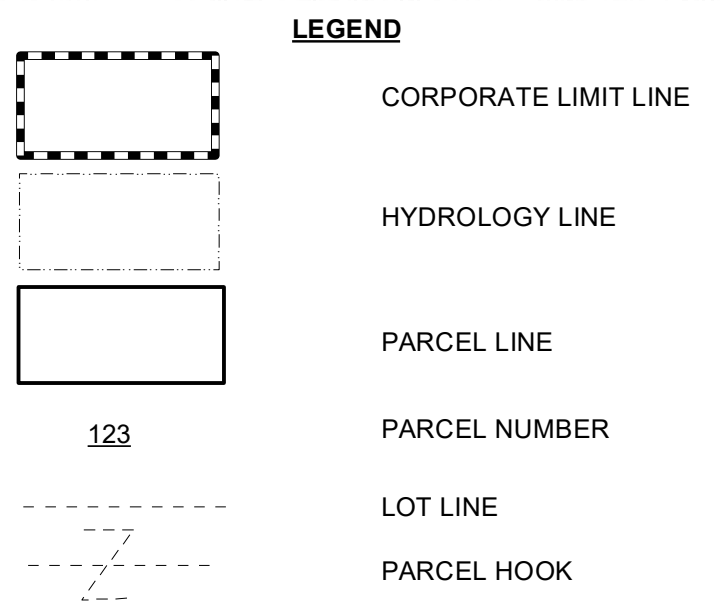 LEGEND
CORPORATE LIMIT LINE
HYDROLOGY LINE
PARCEL LINE
123 PARCEL NUMBER
LOT LINE
PARCEL HOOK